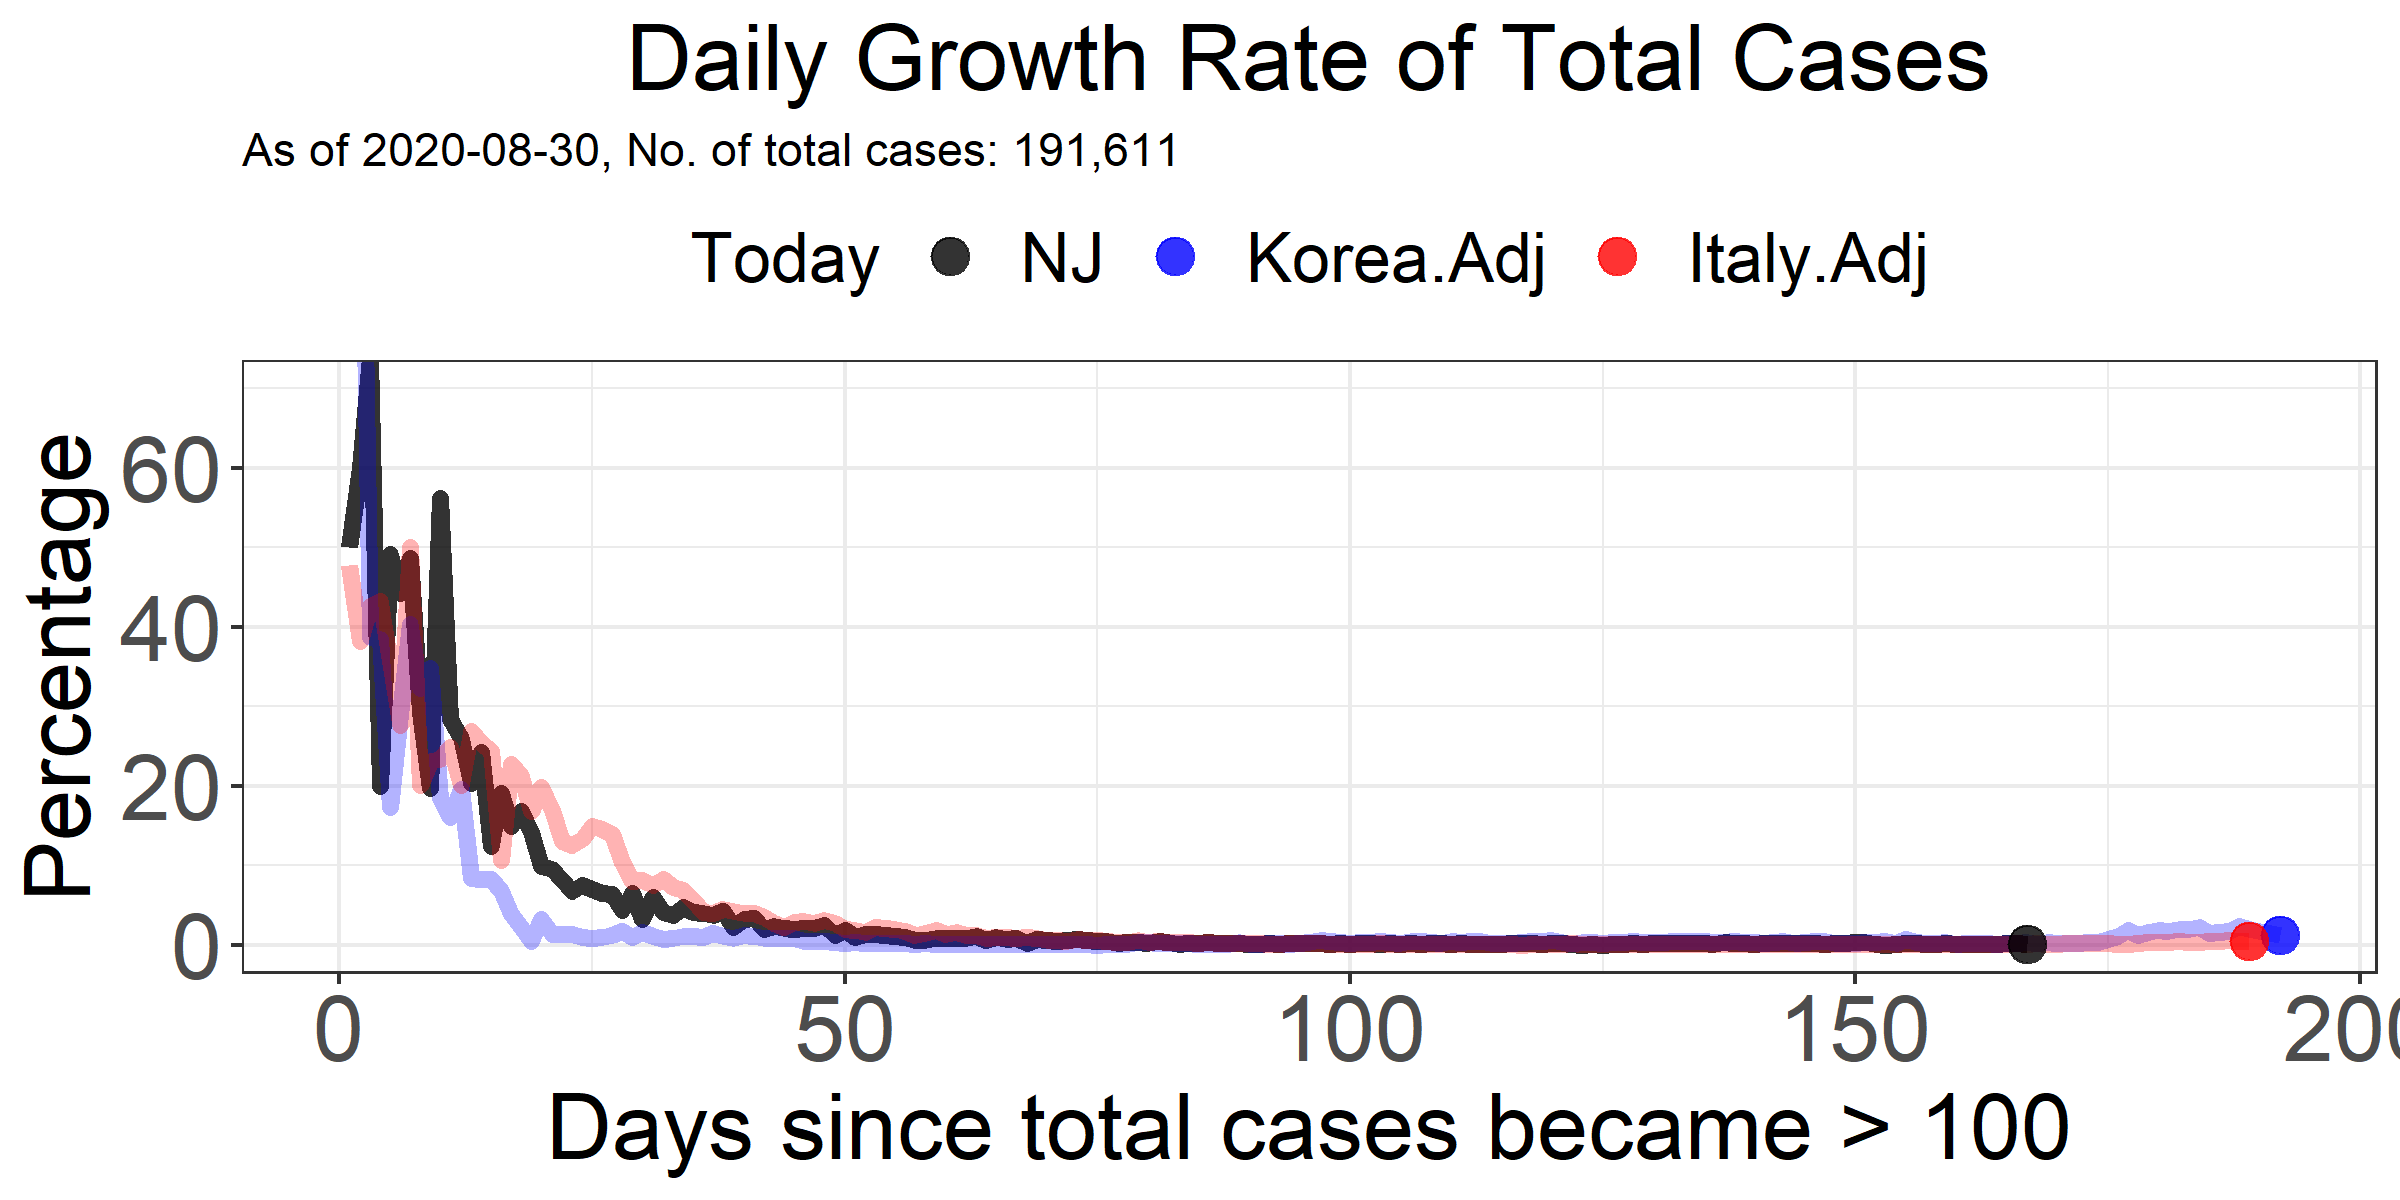 Daily Growth Rate of Total Cases
As of 2020-08-30, No. of total cases: 191,611
Today NJ Korea.Adj Italy.Adj
Percentage
60
40
20
0
0 50 100 150 200
Days since total cases became > 100